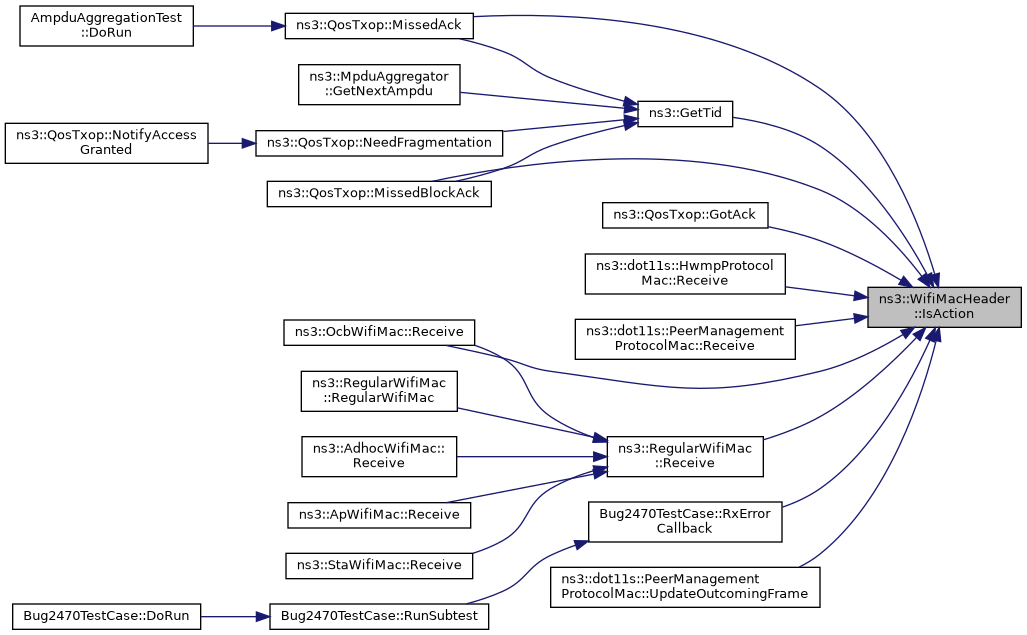 AmpduAggregationTest
::DoRun
ns3::QosTxop::MissedAck
ns3::MpduAggregator
::GetNextAmpdu
ns3::GetTid
ns3::QosTxop::NotifyAccess
Granted
ns3::QosTxop::NeedFragmentation
ns3::QosTxop::MissedBlockAck
ns3::QosTxop::GotAck
ns3::dot11s::HwmpProtocol
Mac::Receive
ns3::WifiMacHeader
::IsAction
ns3::dot11s::PeerManagement
ProtocolMac::Receive
ns3::OcbWifiMac::Receive
ns3::RegularWifiMac
::RegularWifiMac
ns3::AdhocWifiMac::
Receive
ns3::RegularWifiMac
::Receive
ns3::ApWifiMac::Receive
Bug2470TestCase::RxError
Callback
ns3::StaWifiMac::Receive
ns3::dot11s::PeerManagement
ProtocolMac::UpdateOutcomingFrame
Bug2470TestCase::DoRun
Bug2470TestCase::RunSubtest